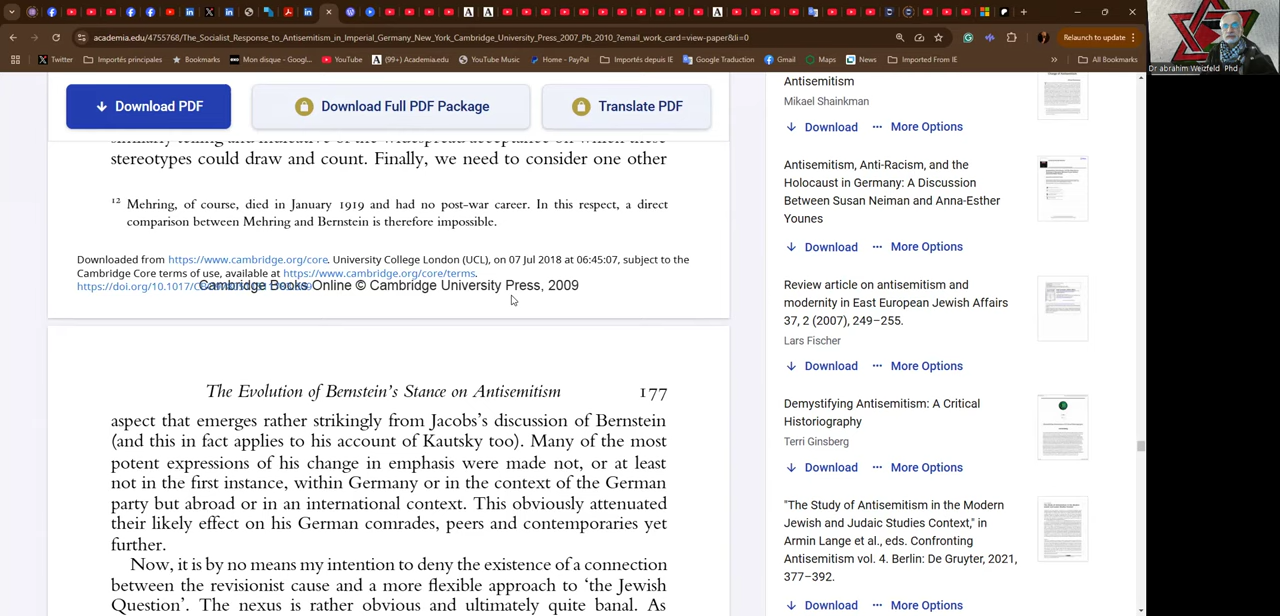 academia.edu/4755768/The_Socialist_Response_to_Antisemitism_in_Imperial_Germany_New_York_Cambridge_University_Press_2007_Pb_2010_?email_work_card=view-paper&li=0
Relaunch to update
Twitter
Importés principales
Bookmarks
Mon disque - Googl...
YouTube
(99+) Academia.edu
YouTube Music
Home - PayPal
Importés depuis IE
Google Traduction
Gmail
Maps
News
Imported From IE
All Bookmarks
Dr abrahim Weizfeld Phd
Download PDF
Download Full PDF Package
Translate PDF
stereotypes could draw and count. Finally, we need to consider one other
12 Mehring, of course, died in January 1919 and had no post-war career. In this respect, a direct
comparison between Mehring and Bernstein is therefore impossible.
Downloaded from https://www.cambridge.org/core. University College London (UCL), on 07 Jul 2018 at 06:45:07, subject to the
Cambridge Core terms of use, available at https://www.cambridge.org/core/terms.
https://doi.org/10.1017/
Cambridge Books Online © Cambridge University Press, 2009
The Evolution of Bernstein's Stance on Antisemitism 177
aspect that emerges rather strikingly from Jacobs's discussion of Bernstein
(and this in fact applies to his account of Kautsky too). Many of the most
potent expressions of his change in emphasis were made not, or at least
not in the first instance, within Germany or in the context of the German
party but abroad or in an international context. This obviously attenuated
their likely effect on his German comrades, peers and contemporaries yet
further.
Now, it is by no means my intention to deny the existence of a connection
between the revisionist cause and a more flexible approach to 'the Jewish
Question'. The nexus is rather obvious and ultimately quite banal. As
Antisemitism
Mikael Shainkman
Download
More Options
Antisemitism, Anti-Racism, and the
Holocaust in Germany: A Discussion
Between Susan Neiman and Anna-Esther
Younes
Download
More Options
Review article on antisemitism and
modernity in East European Jewish Affairs
37, 2 (2007), 249–255.
Lars Fischer
Download
More Options
Demystifying Antisemitism: A Critical
Historiography
Terri Ginsberg
Download
More Options
"The Study of Antisemitism in the Modern
Jewish and Judaic Studies Context," in
Armin Lange et al., eds. Confronting
Antisemitism vol. 4. Berlin: De Gruyter, 2021,
377–392.
Download
More Options